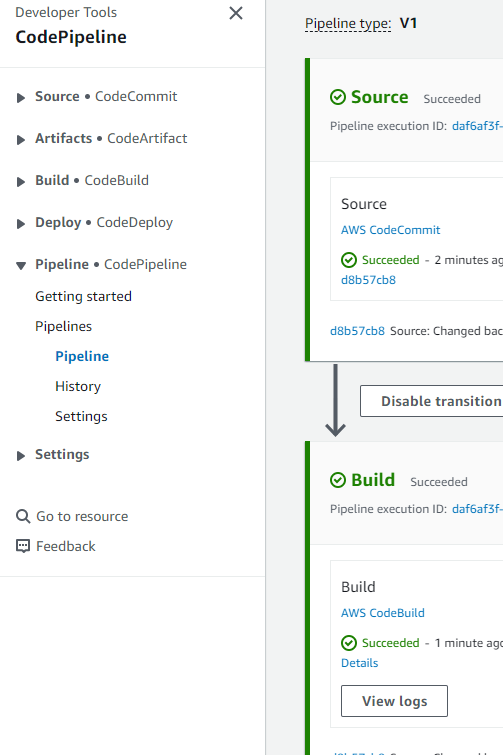 Developer Tools
CodePipeline
Source • CodeCommit
Artifacts • CodeArtifact
Build • CodeBuild
Deploy • CodeDeploy
Pipeline • CodePipeline
Getting started
Pipelines
Pipeline
History
Settings
Settings
Go to resource
Feedback
Pipeline type: V1
Source Succeeded
Pipeline execution ID: daf6af3f-
Source
AWS CodeCommit
Succeeded - 2 minutes ag
d8b57cb8
d8b57cb8 Source: Changed bac
Disable transition
Build Succeeded
Pipeline execution ID: daf6af3f-
Build
AWS CodeBuild
Succeeded - 1 minute ago
Details
View logs